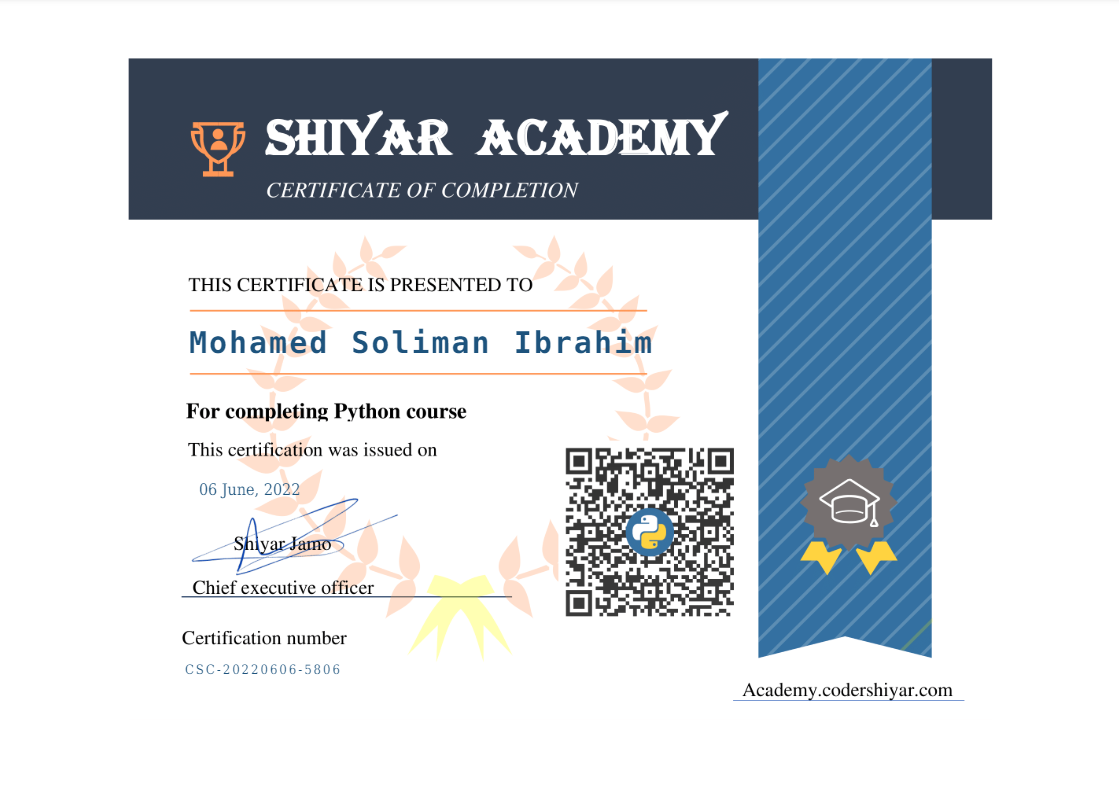 SHIYAR ACADEMY
CERTIFICATE OF COMPLETION
THIS CERTIFICATE IS PRESENTED TO
Mohamed Soliman Ibrahim
For completing Python course
This certification was issued on
06 June, 2022
Shiyar Jamo
Chief executive officer
Certification number
CSC-20220606-5806
Academy.codershiyar.com